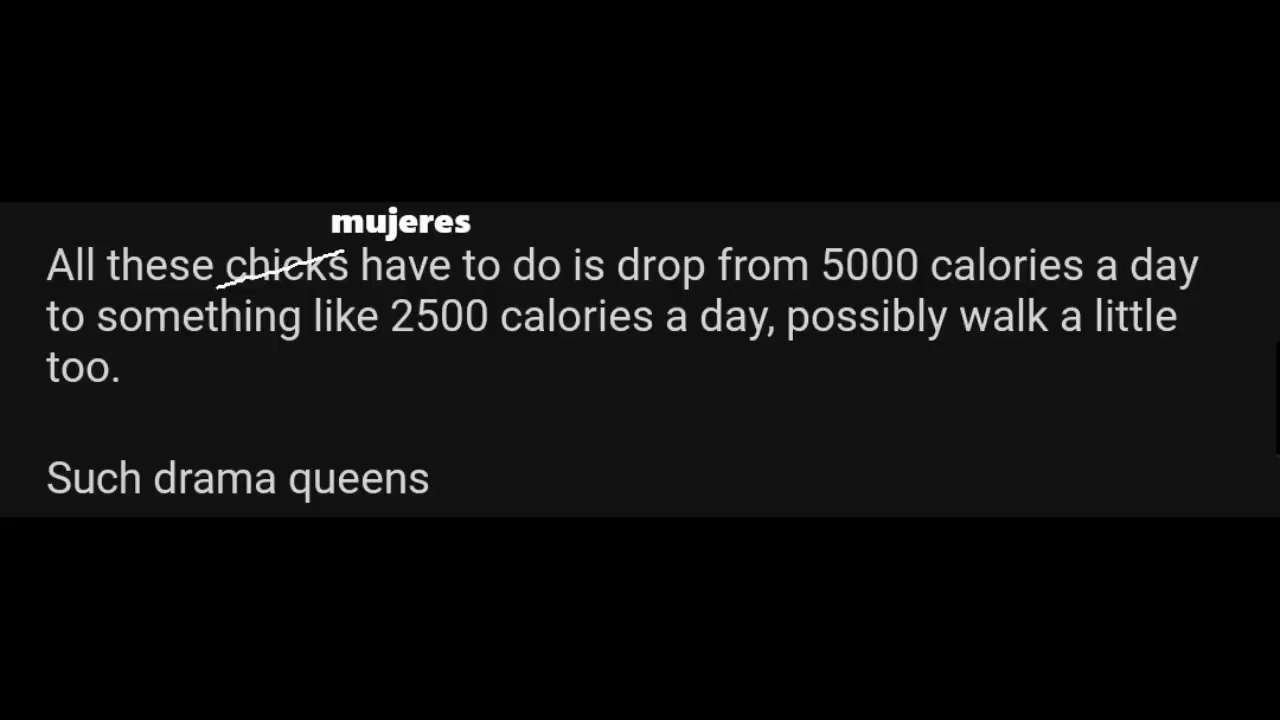 mujeres
All these chicks have to do is drop from 5000 calories a day
to something like 2500 calories a day, possibly walk a little
too.
Such drama queens